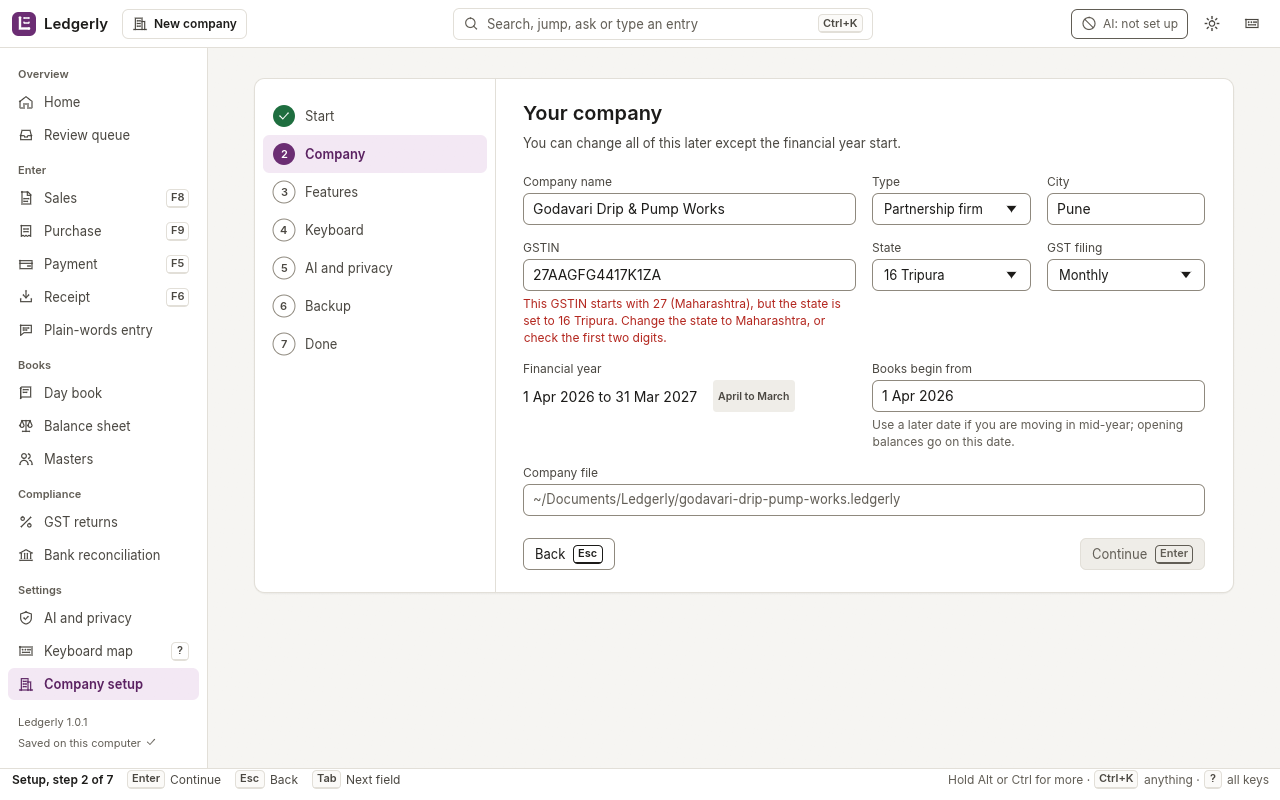 Ledgerly
New company
Search, jump, ask or type an entry
Ctrl+K
AI: not set up
Overview
Home
Review queue
Enter
Sales F8
Purchase F9
Payment F5
Receipt F6
Plain-words entry
Books
Day book
Balance sheet
Masters
Compliance
GST returns
Bank reconciliation
Settings
AI and privacy
Keyboard map ?
Company setup
Ledgerly 1.0.1
Saved on this computer
Start
2 Company
3 Features
4 Keyboard
5 AI and privacy
6 Backup
7 Done
Your company
You can change all of this later except the financial year start.
Company name Type City
Godavari Drip & Pump Works Partnership firm Pune
GSTIN State GST filing
27AAGFG4417K1ZA 16 Tripura Monthly
This GSTIN starts with 27 (Maharashtra), but the state is
set to 16 Tripura. Change the state to Maharashtra, or
check the first two digits.
Financial year Books begin from
1 Apr 2026 to 31 Mar 2027 April to March 1 Apr 2026
Use a later date if you are moving in mid-year; opening
balances go on this date.
Company file
~/Documents/Ledgerly/godavari-drip-pump-works.ledgerly
Back Esc Continue Enter
Setup, step 2 of 7 Enter Continue Esc Back Tab Next field
Hold Alt or Ctrl for more · Ctrl+K anything · ? all keys